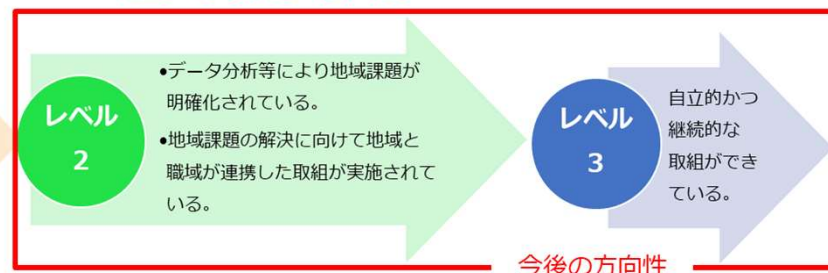 レベル
2
•データ分析等により地域課題が
明確化されている。
•地域課題の解決に向けて地域と
職域が連携した取組が実施されて
いる。
レベル
3
自立的かつ
継続的な
取組ができ
ている。
今後の方向性